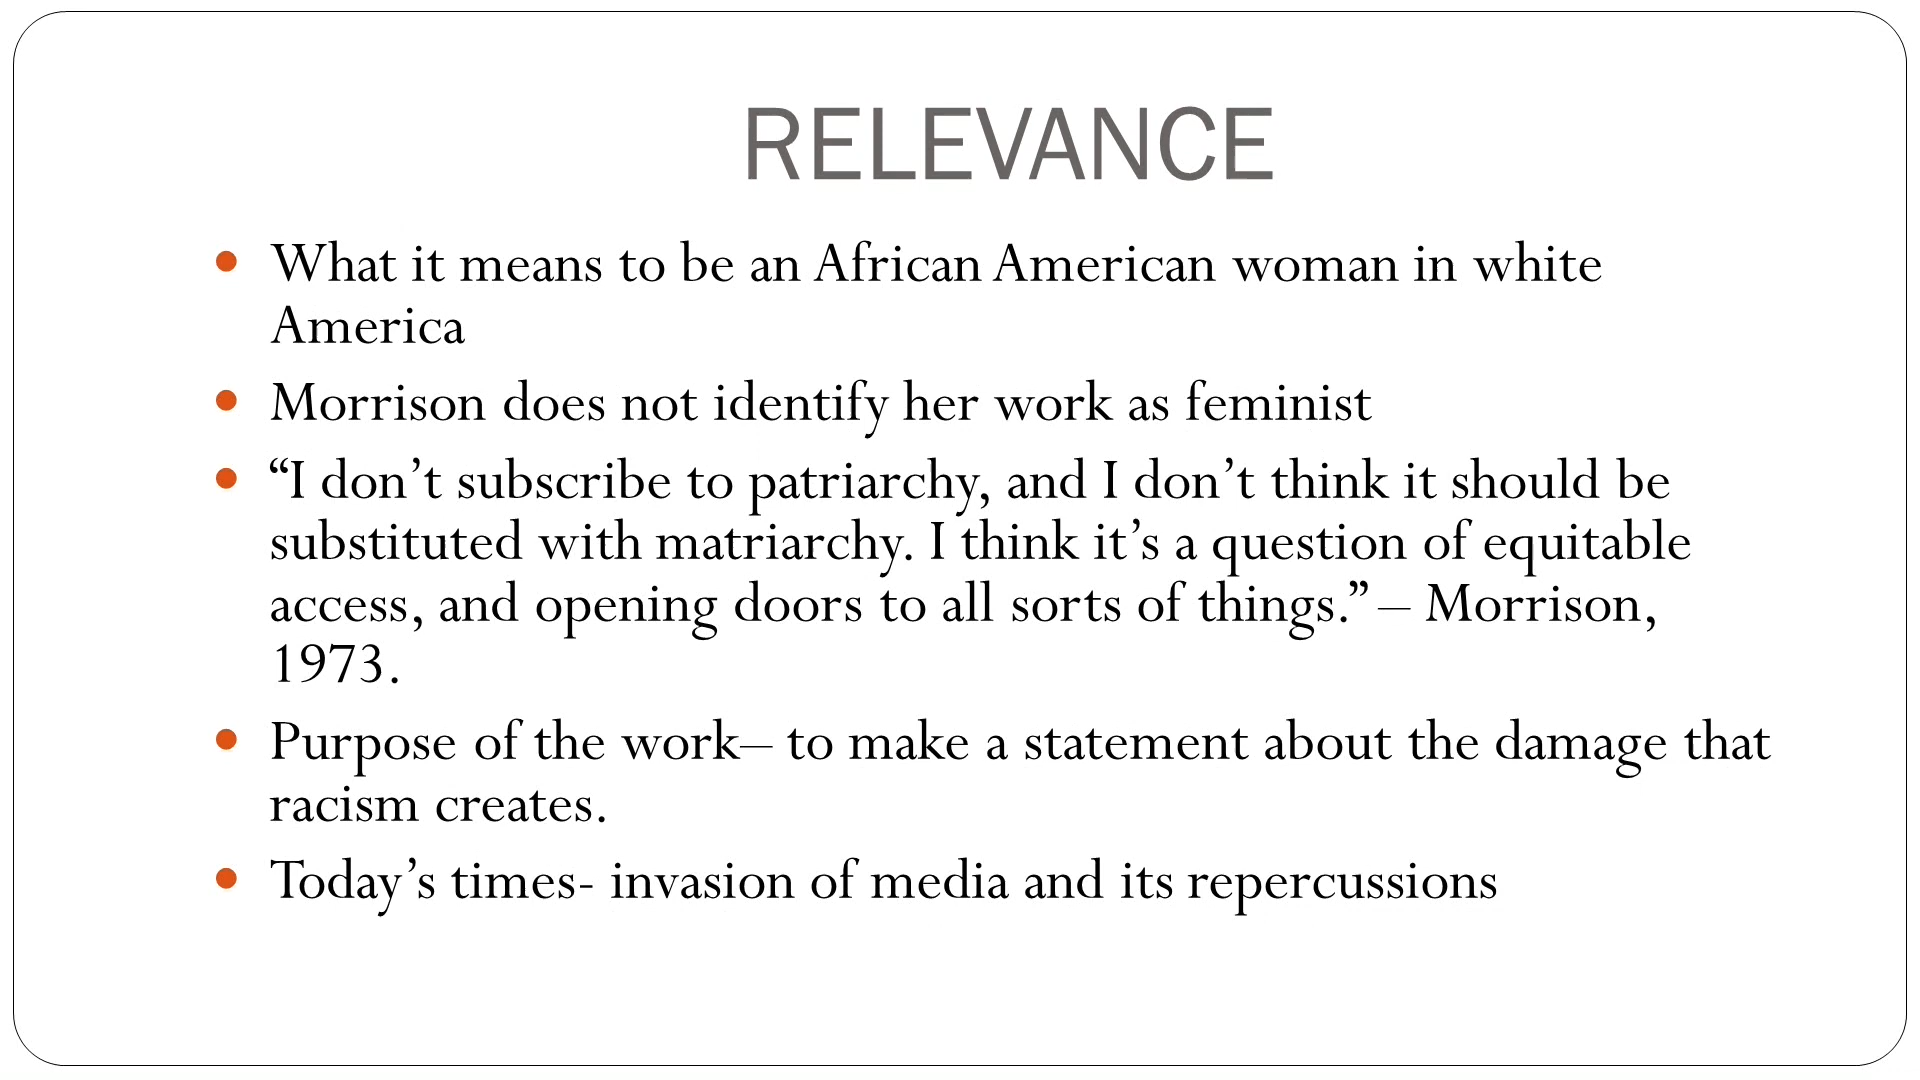 RELEVANCE
• What it means to be an African American woman in white
America
• Morrison does not identify her work as feminist
• “I don’t subscribe to patriarchy, and I don’t think it should be
substituted with matriarchy. I think it’s a question of equitable
access, and opening doors to all sorts of things.” – Morrison,
1973.
• Purpose of the work– to make a statement about the damage that
racism creates.
• Today’s times- invasion of media and its repercussions